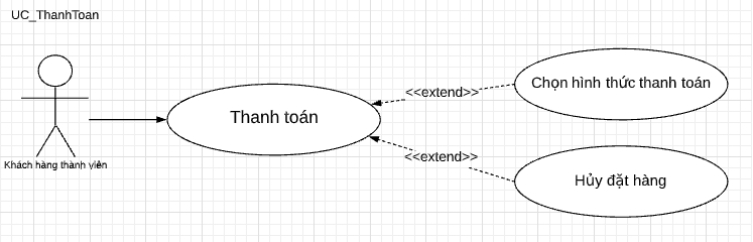 UC_ThanhToan
Chọn hình thức thanh toán
<<extend>>
Thanh toán
<<extend>>
Khách hàng thành viên
Hủy đặt hàng